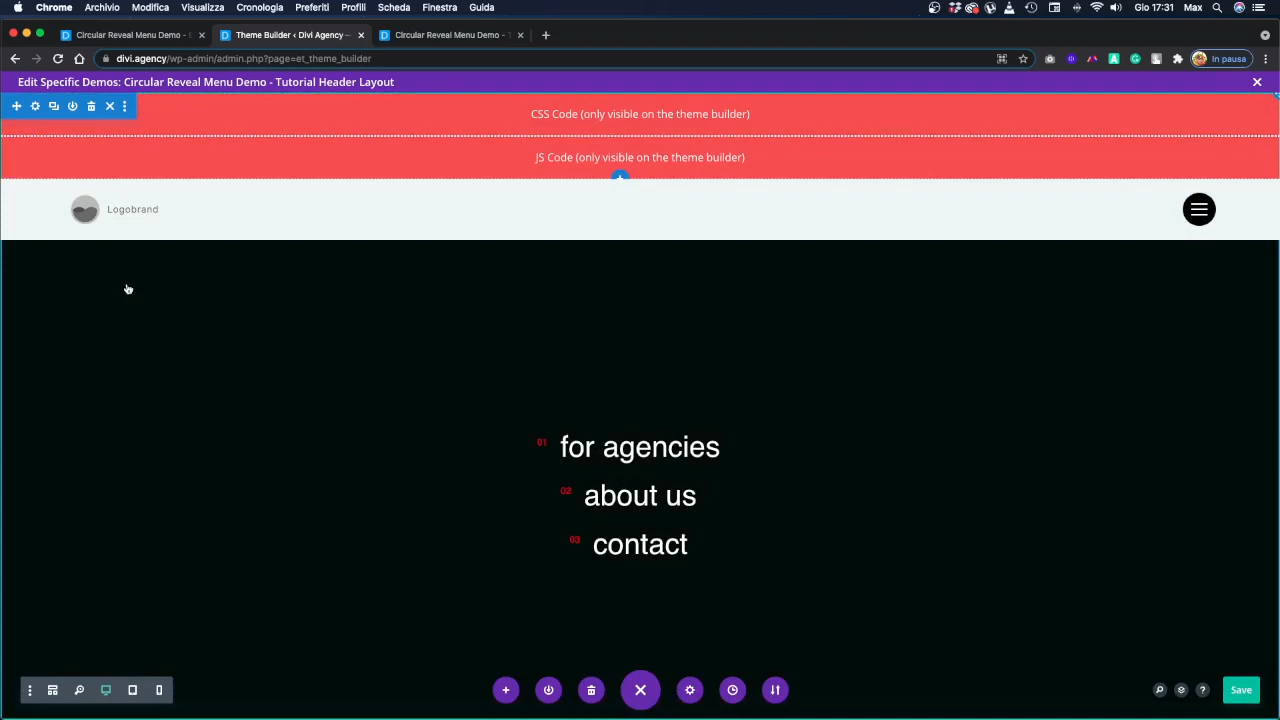 Chrome Archivio Modifica Visualizza Cronologia Preferiti Profili Scheda Finestra Guida Gio 17:31 Max
Circular Reveal Menu Demo - Theme Builder ‹ Divi Agency — Circular Reveal Menu Demo - T
divi.agency/wp-admin/admin.php?page=et_theme_builder In pausa
Edit Specific Demos: Circular Reveal Menu Demo - Tutorial Header Layout
CSS Code (only visible on the theme builder)
JS Code (only visible on the theme builder)
Logobrand
01 for agencies
02 about us
03 contact
Save